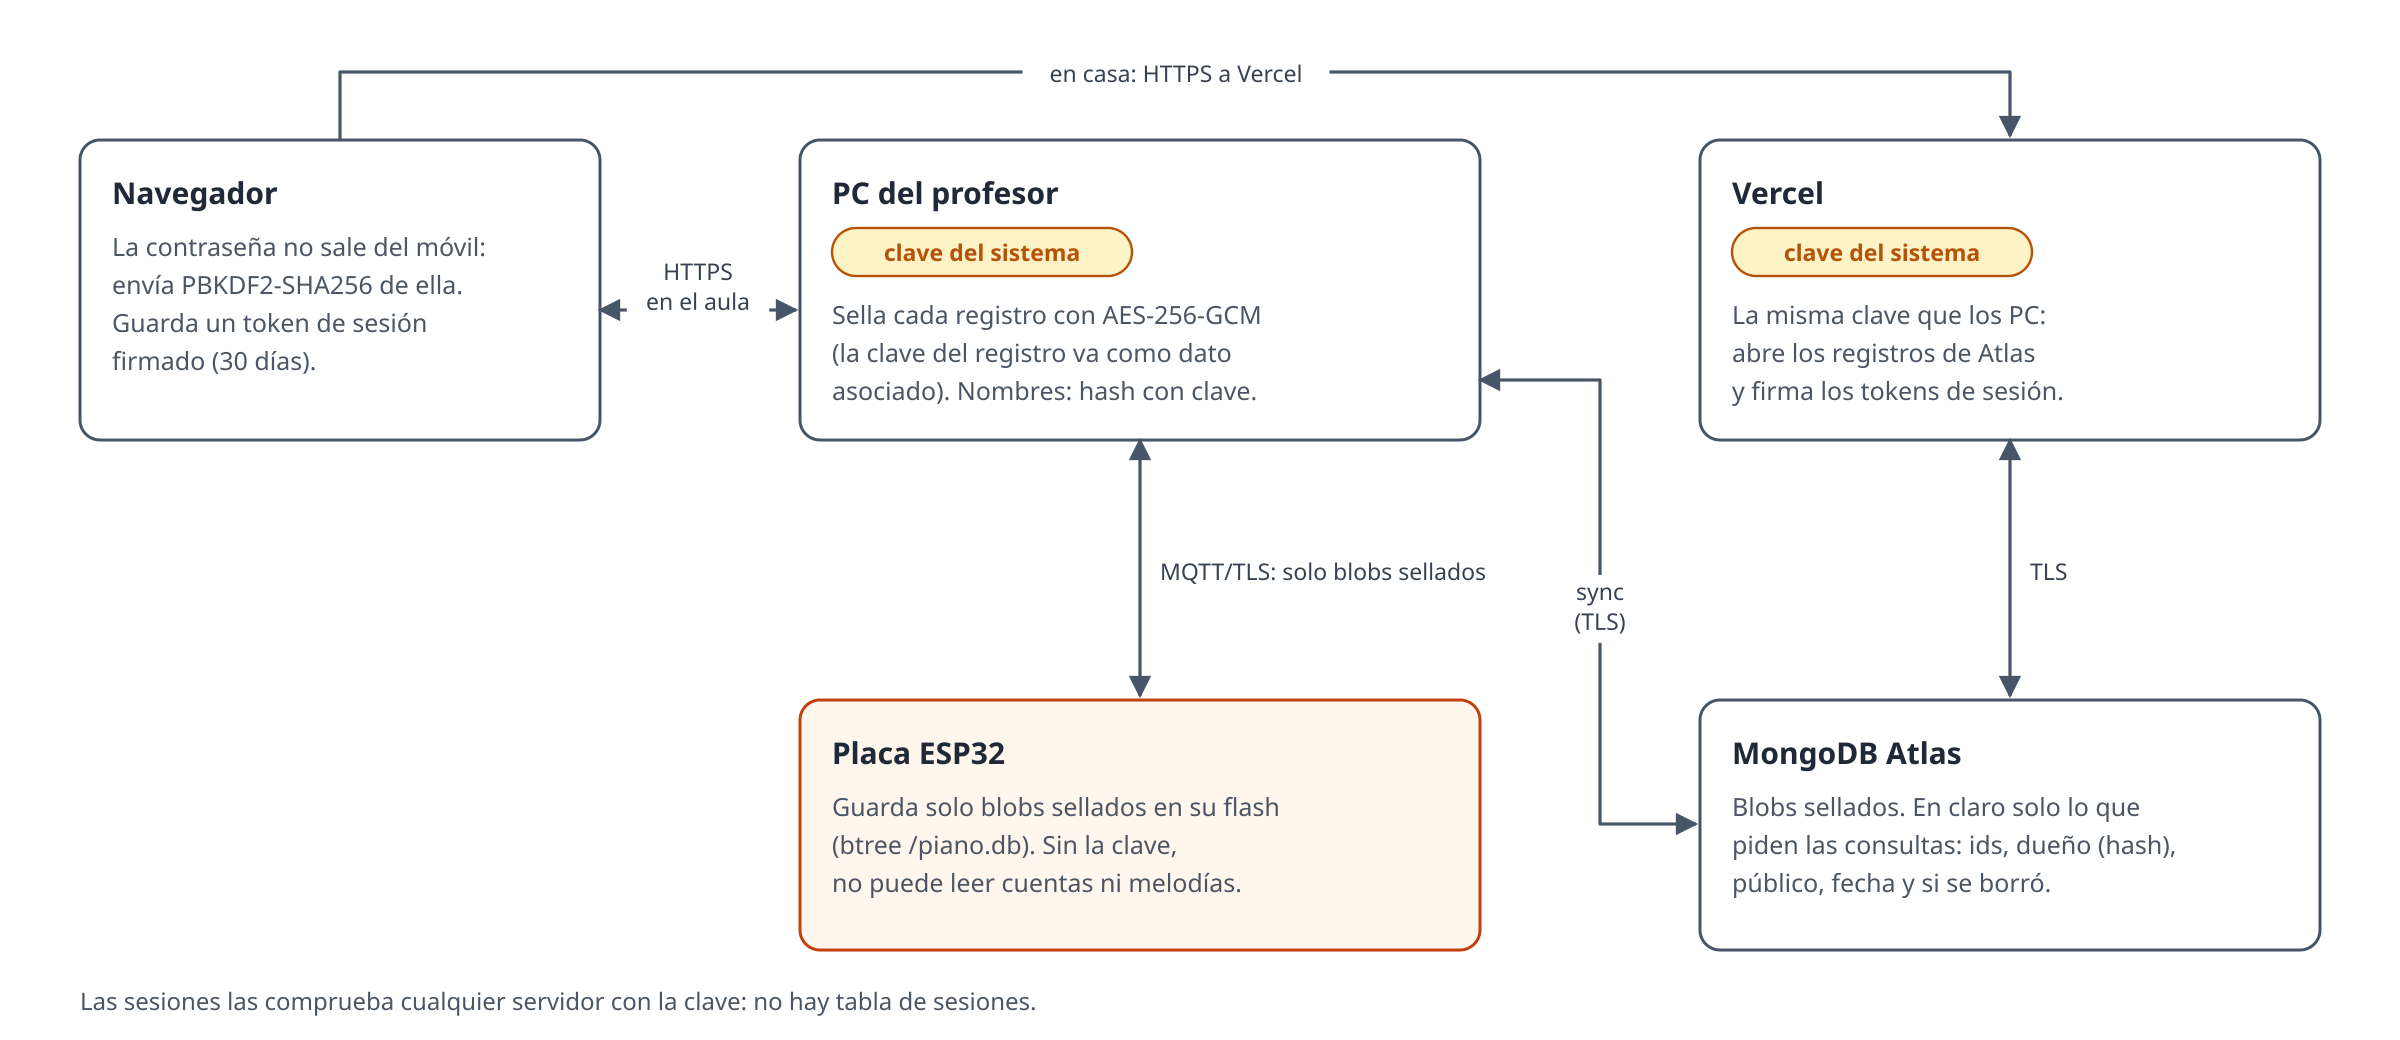 en casa: HTTPS a Vercel
Navegador
La contraseña no sale del móvil:
envía PBKDF2-SHA256 de ella.
Guarda un token de sesión
firmado (30 días).
HTTPS
en el aula
PC del profesor
clave del sistema
Sella cada registro con AES-256-GCM
(la clave del registro va como dato
asociado). Nombres: hash con clave.
Vercel
clave del sistema
La misma clave que los PC:
abre los registros de Atlas
y firma los tokens de sesión.
MQTT/TLS: solo blobs sellados
sync
(TLS)
TLS
Placa ESP32
Guarda solo blobs sellados en su flash
(btree /piano.db). Sin la clave,
no puede leer cuentas ni melodías.
MongoDB Atlas
Blobs sellados. En claro solo lo que
piden las consultas: ids, dueño (hash),
público, fecha y si se borró.
Las sesiones las comprueba cualquier servidor con la clave: no hay tabla de sesiones.